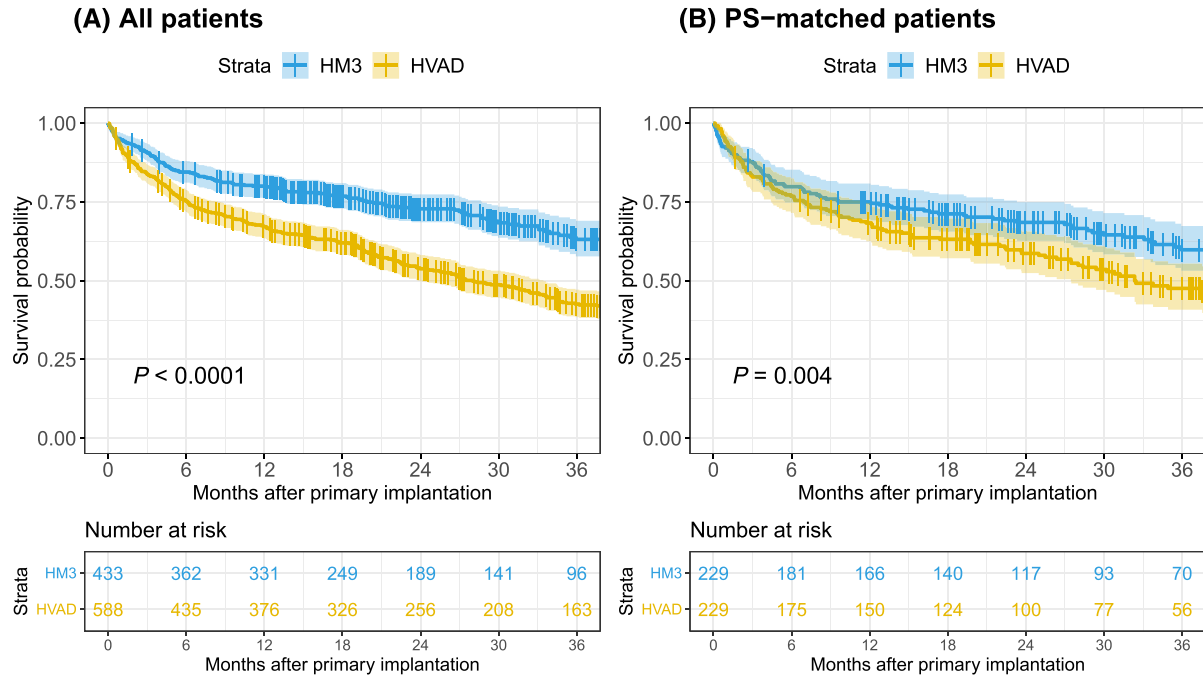 (A) All patients
Strata HM3 HVAD
Survival probability
1.00
0.75
0.50
0.25
0.00
P < 0.0001
0 6 12 18 24 30 36
Months after primary implantation
Number at risk
Strata
HM3 433 362 331 249 189 141 96
HVAD 588 435 376 326 256 208 163
0 6 12 18 24 30 36
Months after primary implantation
(B) PS−matched patients
Strata HM3 HVAD
Survival probability
1.00
0.75
0.50
0.25
0.00
P = 0.004
0 6 12 18 24 30 36
Months after primary implantation
Number at risk
Strata
HM3 229 181 166 140 117 93 70
HVAD 229 175 150 124 100 77 56
0 6 12 18 24 30 36
Months after primary implantation